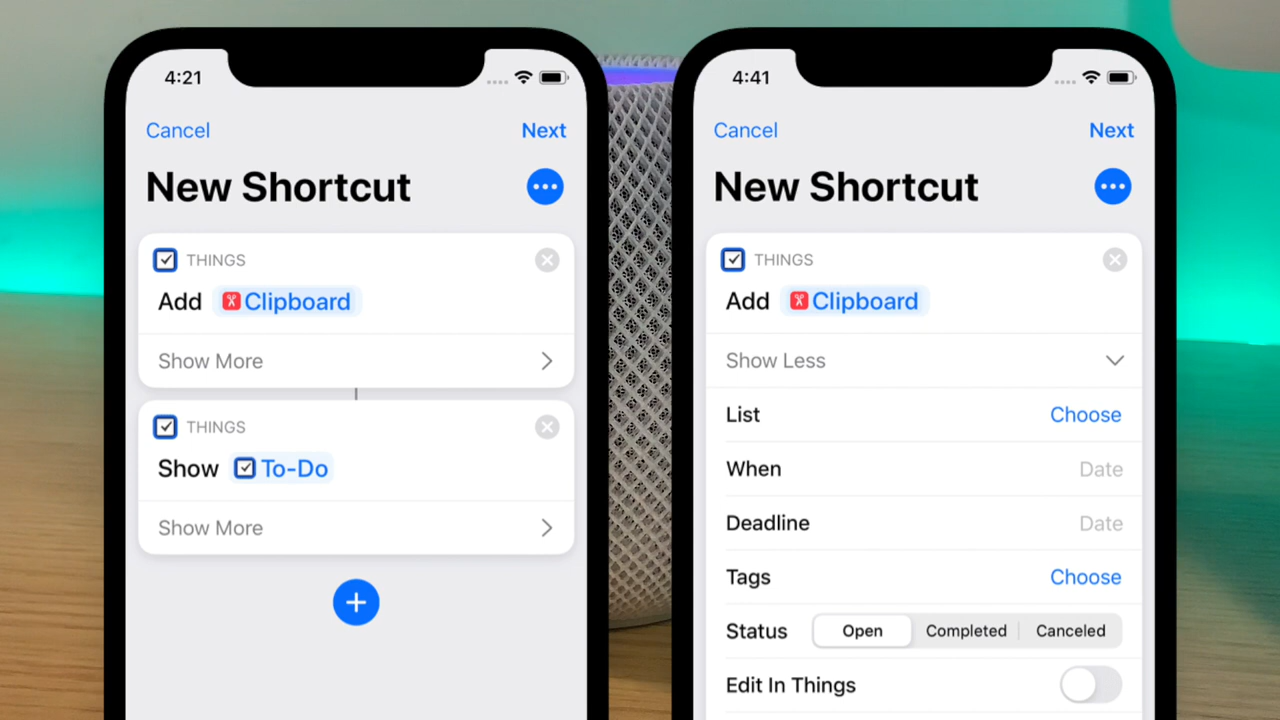 4:21
Cancel
Next
New Shortcut
THINGS
Add Clipboard
Show More
THINGS
Show To-Do
Show More
4:41
Cancel
Next
New Shortcut
THINGS
Add Clipboard
Show Less
List Choose
When Date
Deadline Date
Tags Choose
Status Open Completed Canceled
Edit In Things